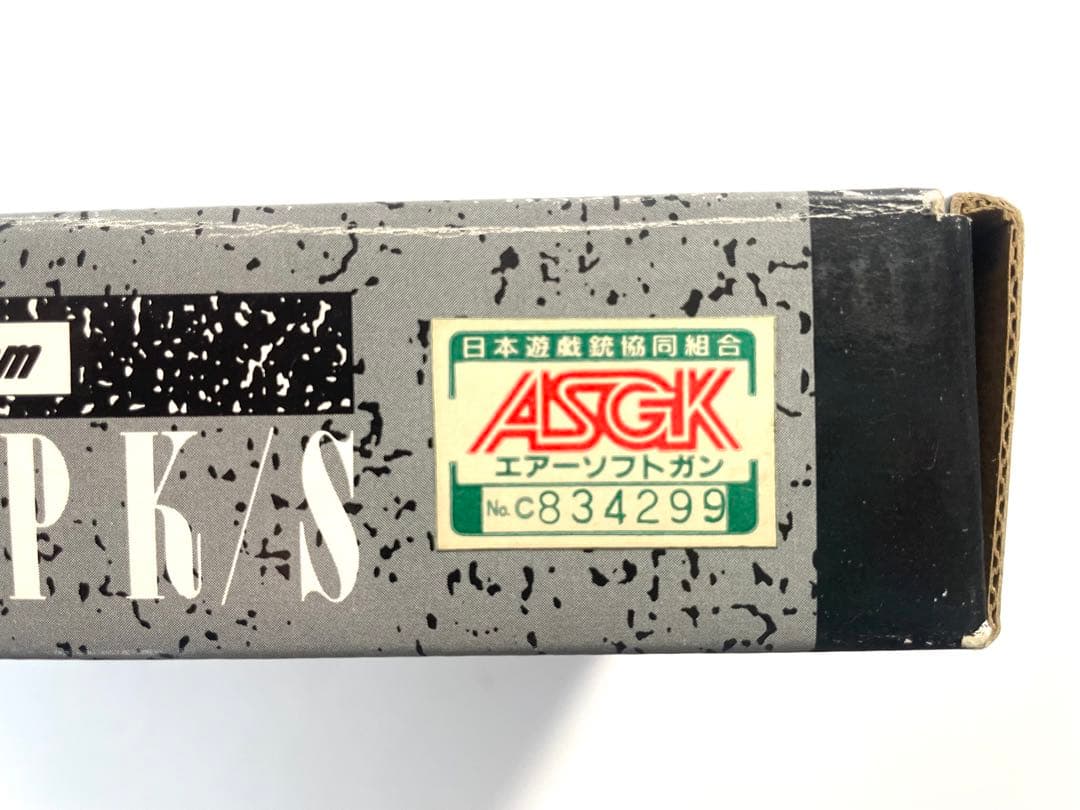 m
PK/S
日本遊戯銃協同組合
ASGK
エアーソフトガン
No. C834299